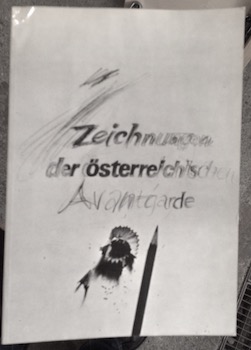 Zeichnungen
der österreichischen
Avantgarde